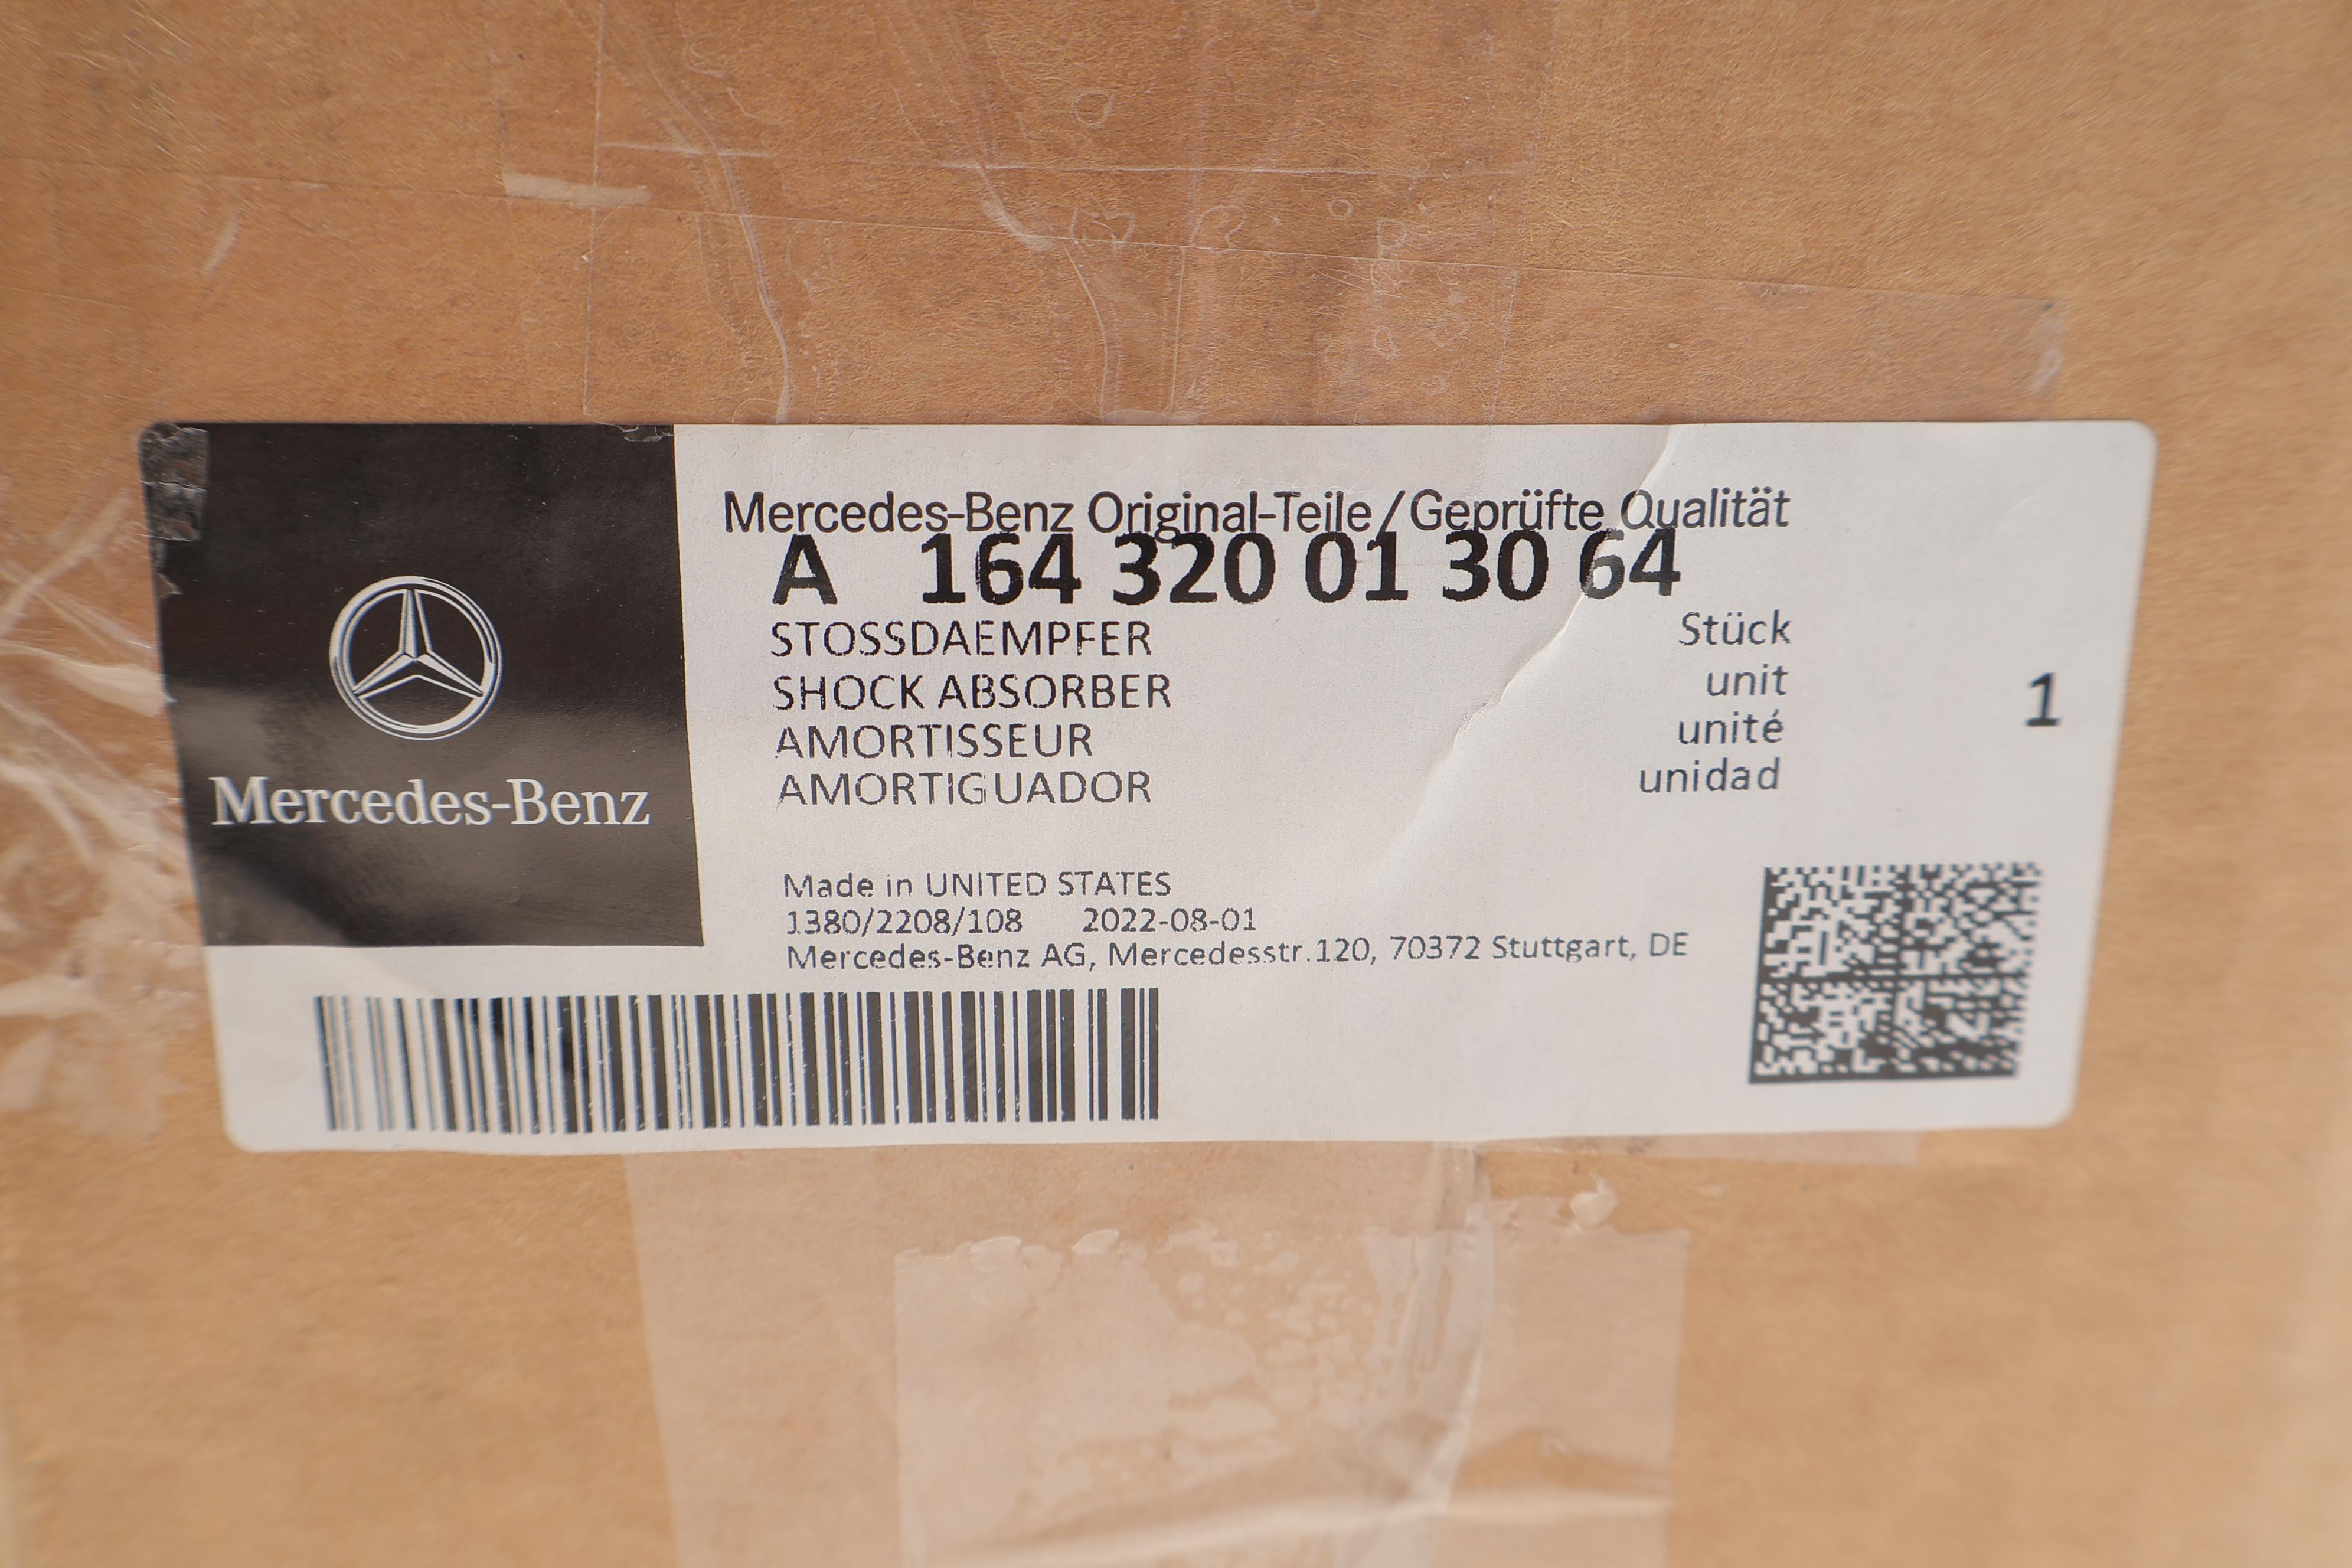 Mercedes-Benz
Mercedes-Benz Original-Teile/Geprüfte Qualität
A 164 320 01 30 64
STOSSDAEMPFER
SHOCK ABSORBER
AMORTISSEUR
AMORTIGUADOR
Stück
unit
unité
unidad
1
Made in UNITED STATES
1380/2208/108 2022-08-01
Mercedes-Benz AG, Mercedesstr.120, 70372 Stuttgart, DE